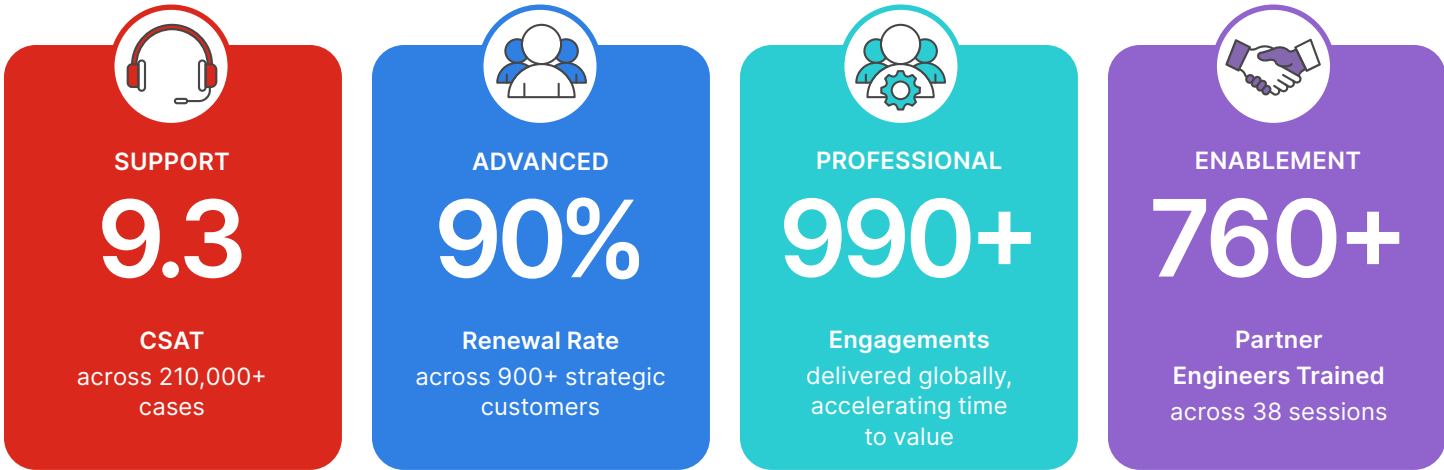 SUPPORT
9.3
CSAT
across 210,000+
cases
ADVANCED
90%
Renewal Rate
across 900+ strategic
customers
PROFESSIONAL
990+
Engagements
delivered globally,
accelerating time
to value
ENABLEMENT
760+
Partner
Engineers Trained
across 38 sessions